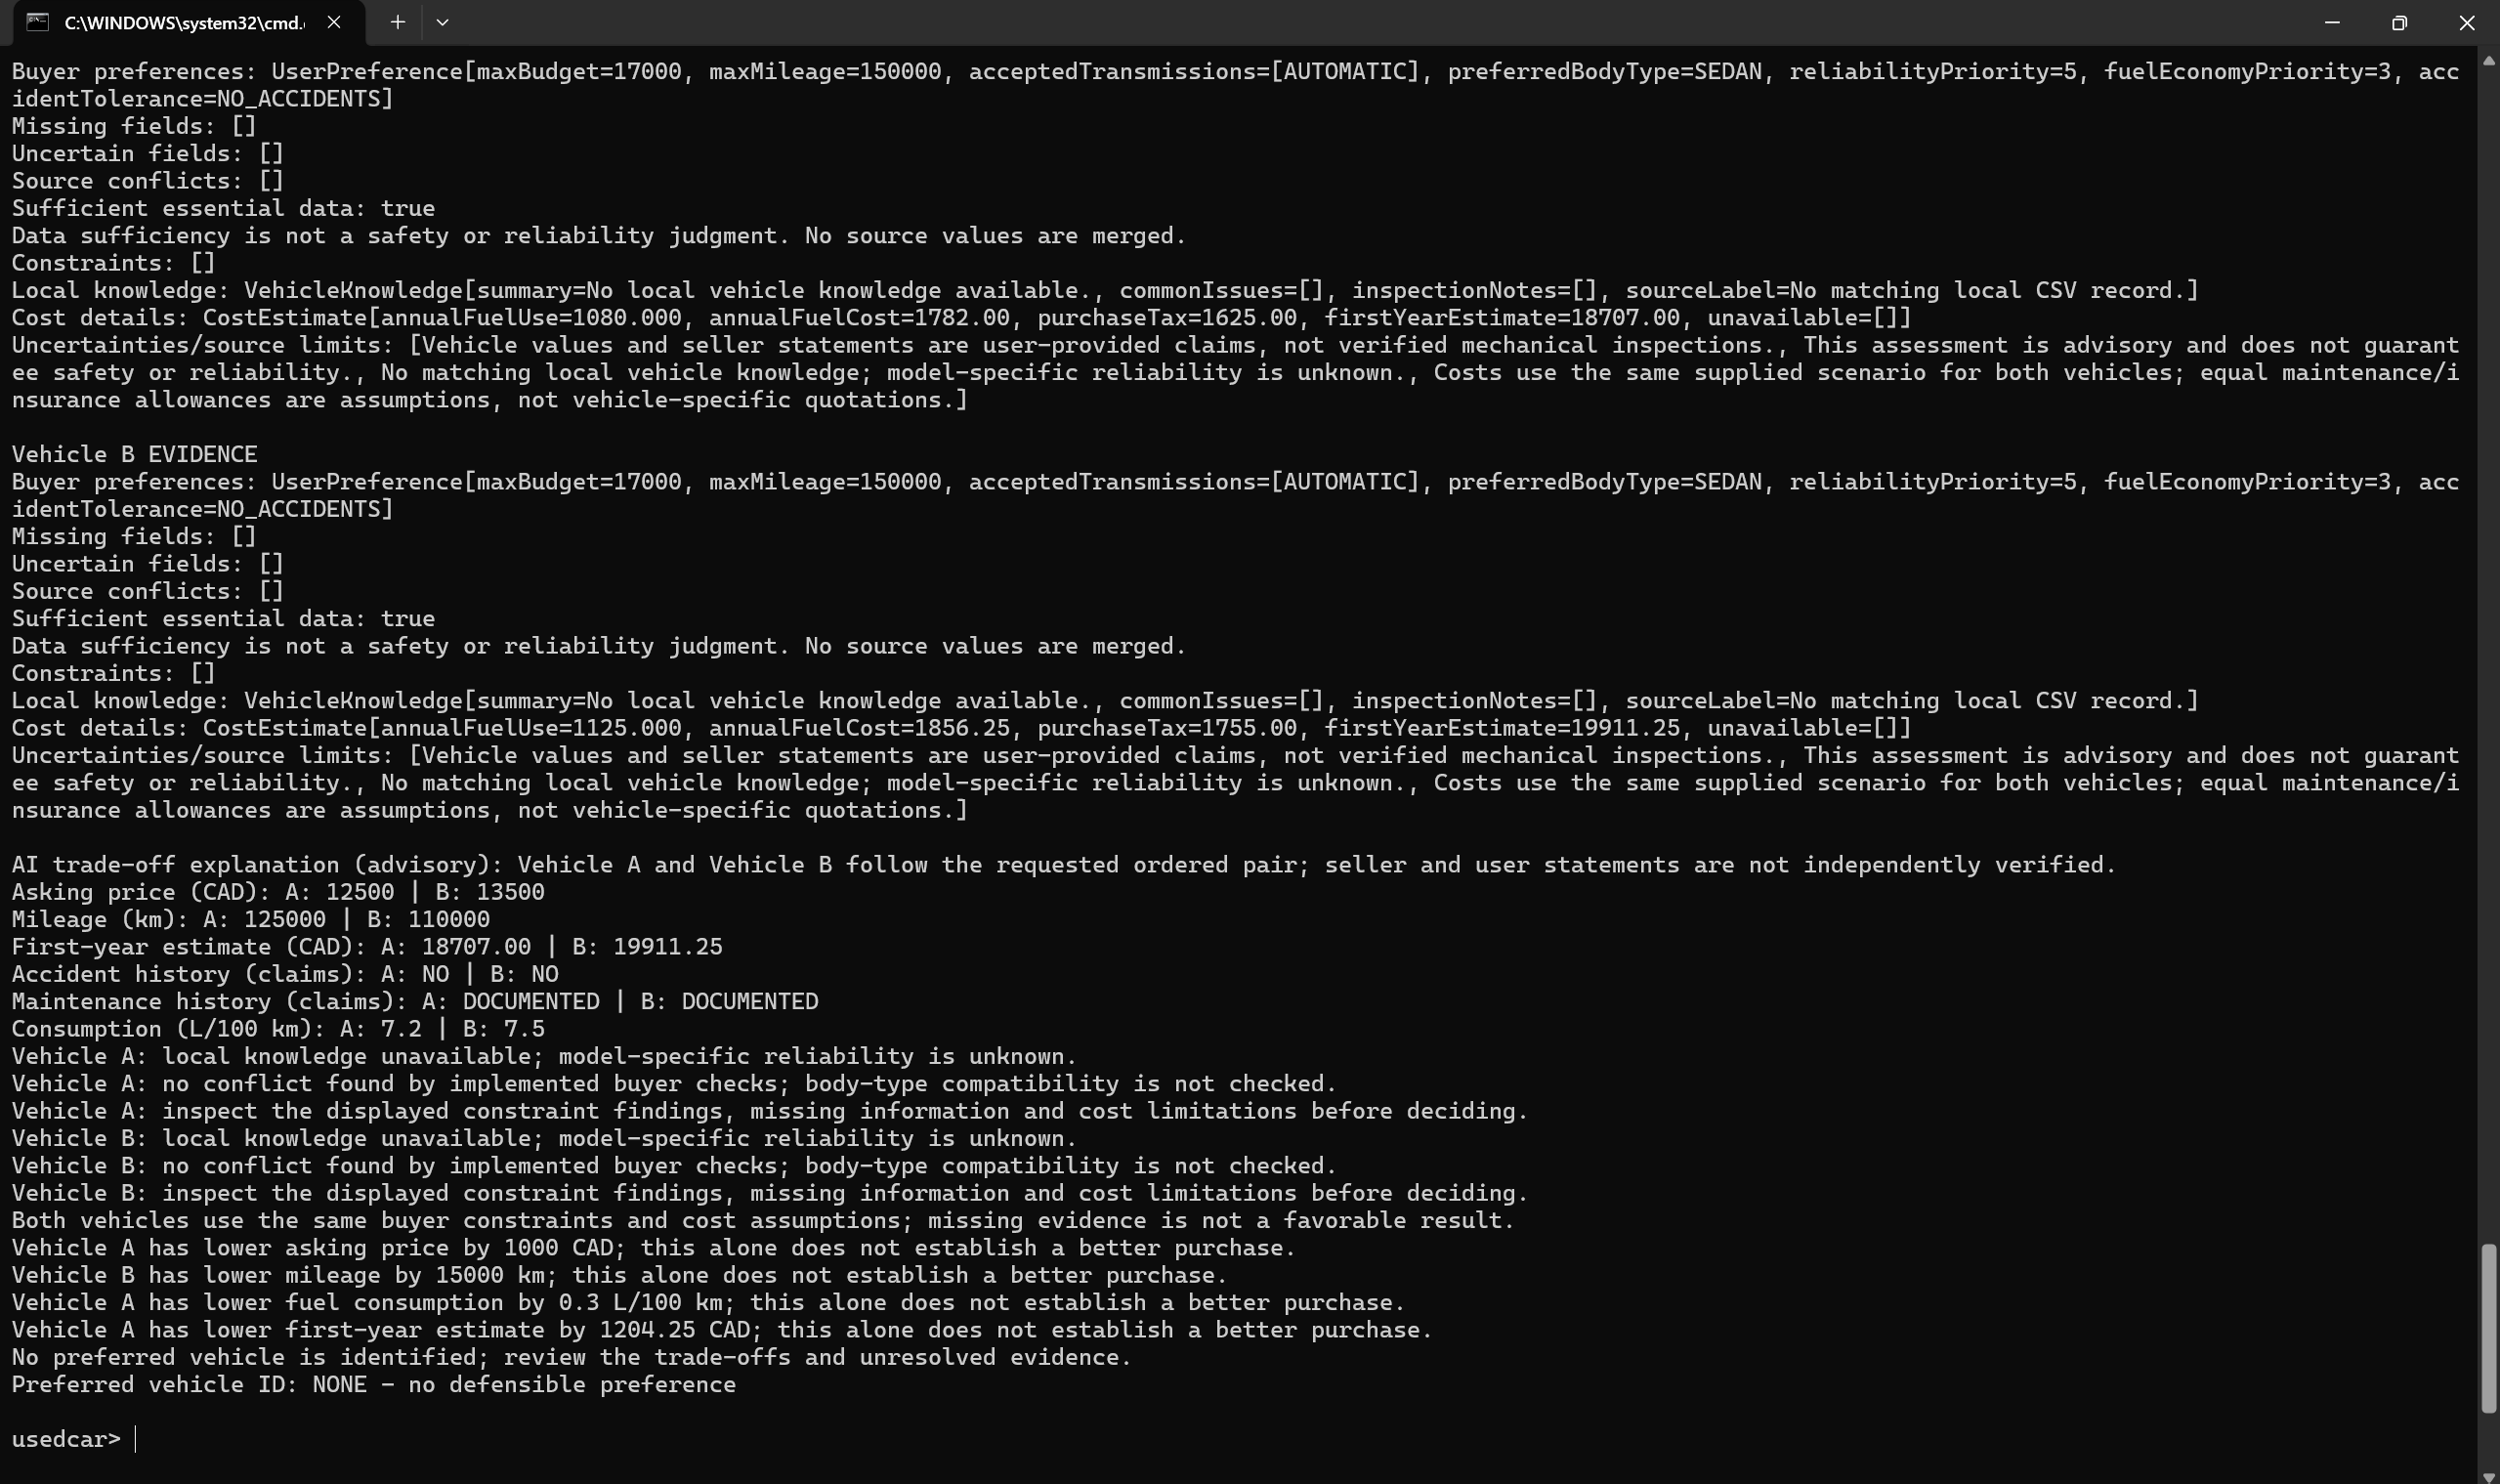 C:\WINDOWS\system32\cmd.
Buyer preferences: UserPreference[maxBudget=17000, maxMileage=150000, acceptedTransmissions=[AUTOMATIC], preferredBodyType=SEDAN, reliabilityPriority=5, fuelEconomyPriority=3, acc
identTolerance=NO_ACCIDENTS]
Missing fields: []
Uncertain fields: []
Source conflicts: []
Sufficient essential data: true
Data sufficiency is not a safety or reliability judgment. No source values are merged.
Constraints: []
Local knowledge: VehicleKnowledge[summary=No local vehicle knowledge available., commonIssues=[], inspectionNotes=[], sourceLabel=No matching local CSV record.]
Cost details: CostEstimate[annualFuelUse=1080.000, annualFuelCost=1782.00, purchaseTax=1625.00, firstYearEstimate=18707.00, unavailable=[]]
Uncertainties/source limits: [Vehicle values and seller statements are user-provided claims, not verified mechanical inspections., This assessment is advisory and does not guarant
ee safety or reliability., No matching local vehicle knowledge; model-specific reliability is unknown., Costs use the same supplied scenario for both vehicles; equal maintenance/i
nsurance allowances are assumptions, not vehicle-specific quotations.]
Vehicle B EVIDENCE
Buyer preferences: UserPreference[maxBudget=17000, maxMileage=150000, acceptedTransmissions=[AUTOMATIC], preferredBodyType=SEDAN, reliabilityPriority=5, fuelEconomyPriority=3, acc
identTolerance=NO_ACCIDENTS]
Missing fields: []
Uncertain fields: []
Source conflicts: []
Sufficient essential data: true
Data sufficiency is not a safety or reliability judgment. No source values are merged.
Constraints: []
Local knowledge: VehicleKnowledge[summary=No local vehicle knowledge available., commonIssues=[], inspectionNotes=[], sourceLabel=No matching local CSV record.]
Cost details: CostEstimate[annualFuelUse=1125.000, annualFuelCost=1856.25, purchaseTax=1755.00, firstYearEstimate=19911.25, unavailable=[]]
Uncertainties/source limits: [Vehicle values and seller statements are user-provided claims, not verified mechanical inspections., This assessment is advisory and does not guarant
ee safety or reliability., No matching local vehicle knowledge; model-specific reliability is unknown., Costs use the same supplied scenario for both vehicles; equal maintenance/i
nsurance allowances are assumptions, not vehicle-specific quotations.]
AI trade-off explanation (advisory): Vehicle A and Vehicle B follow the requested ordered pair; seller and user statements are not independently verified.
Asking price (CAD): A: 12500 | B: 13500
Mileage (km): A: 125000 | B: 110000
First-year estimate (CAD): A: 18707.00 | B: 19911.25
Accident history (claims): A: NO | B: NO
Maintenance history (claims): A: DOCUMENTED | B: DOCUMENTED
Consumption (L/100 km): A: 7.2 | B: 7.5
Vehicle A: local knowledge unavailable; model-specific reliability is unknown.
Vehicle A: no conflict found by implemented buyer checks; body-type compatibility is not checked.
Vehicle A: inspect the displayed constraint findings, missing information and cost limitations before deciding.
Vehicle B: local knowledge unavailable; model-specific reliability is unknown.
Vehicle B: no conflict found by implemented buyer checks; body-type compatibility is not checked.
Vehicle B: inspect the displayed constraint findings, missing information and cost limitations before deciding.
Both vehicles use the same buyer constraints and cost assumptions; missing evidence is not a favorable result.
Vehicle A has lower asking price by 1000 CAD; this alone does not establish a better purchase.
Vehicle B has lower mileage by 15000 km; this alone does not establish a better purchase.
Vehicle A has lower fuel consumption by 0.3 L/100 km; this alone does not establish a better purchase.
Vehicle A has lower first-year estimate by 1204.25 CAD; this alone does not establish a better purchase.
No preferred vehicle is identified; review the trade-offs and unresolved evidence.
Preferred vehicle ID: NONE - no defensible preference
usedcar>